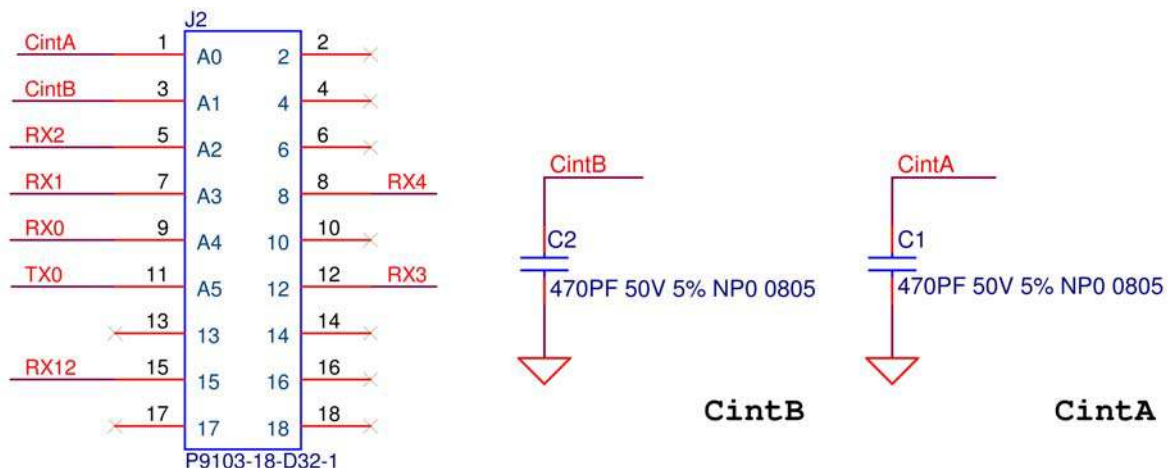 J2
CintA 1 A0 2 2
CintB 3 A1 4 4
RX2 5 A2 6 6
RX1 7 A3 8 8 RX4
RX0 9 A4 10 10
TX0 11 A5 12 12 RX3
13 13 14 14
RX12 15 15 16 16
17 17 18 18
P9103-18-D32-1
CintB
C2
470PF 50V 5% NP0 0805
CintB
CintA
C1
470PF 50V 5% NP0 0805
CintA